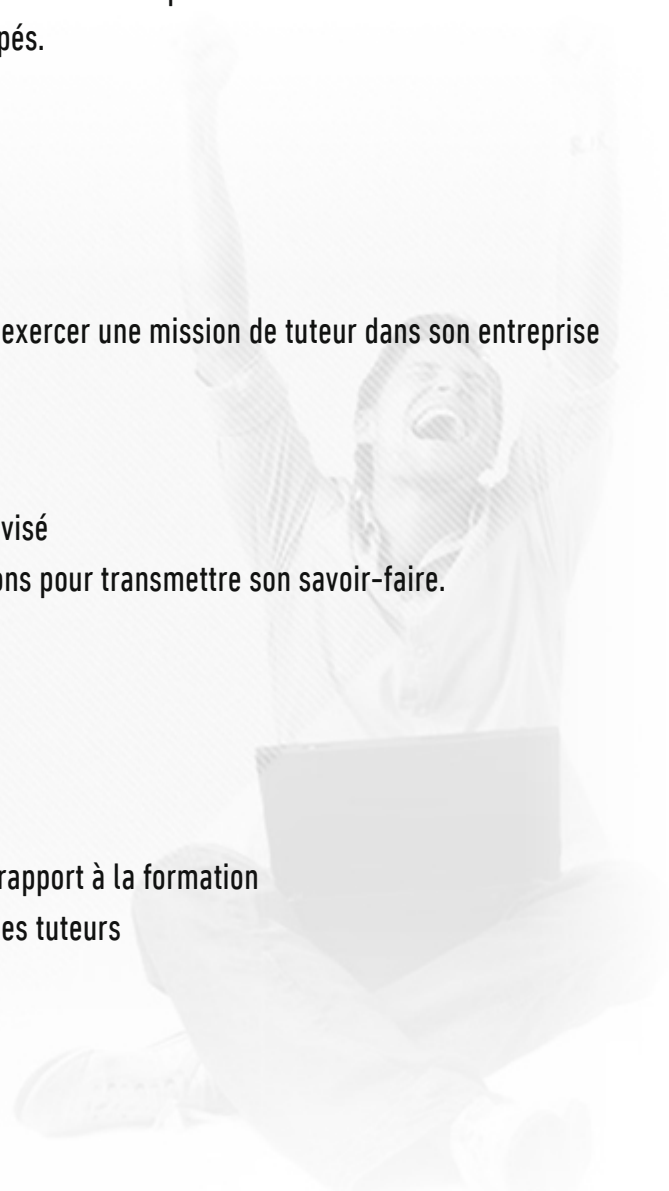 pés.
exercer une mission de tuteur dans son entreprise
visé
ons pour transmettre son savoir-faire.
rapport à la formation
es tuteurs